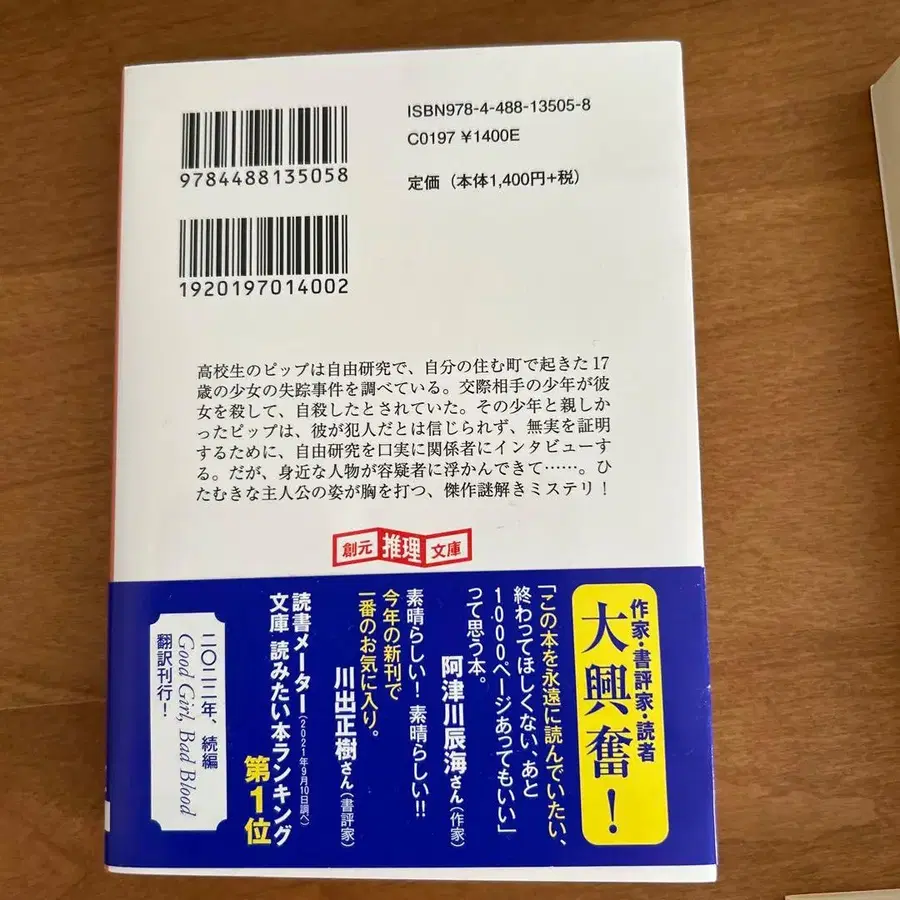 ISBN978-4-488-13505-8
C0197 ¥1400E
定価（本体1,400円+税）
9784488135058
1920197014002
高校生のピップは自由研究で、自分の住む町で起きた17
歳の少女の失踪事件を調べている。交際相手の少年が彼
女を殺して、自殺したとされていた。その少年と親しか
ったピップは、彼が犯人だとは信じられず、無実を証明
するために、自由研究を口実に関係者にインタビューす
る。だが、身近な人物が容疑者に浮かんできて……。ひ
たむきな主人公の姿が胸を打つ、傑作謎解きミステリ！
創元推理文庫
作家・書評家・読者
大興奮！
「この本を永遠に読んでいたい、
終わってほしくない、あと
1000ページあってもいい」
って思う本。
阿津川辰海さん（作家）
素晴らしい！ 素晴らしい!!
今年の新刊で
一番のお気に入り。
川出正樹さん（書評家）
読書メーター（2021年9月10日調べ）
文庫 読みたい本ランキング
第1位
二〇二二年、続編
Good Girl, Bad Blood
翻訳刊行！